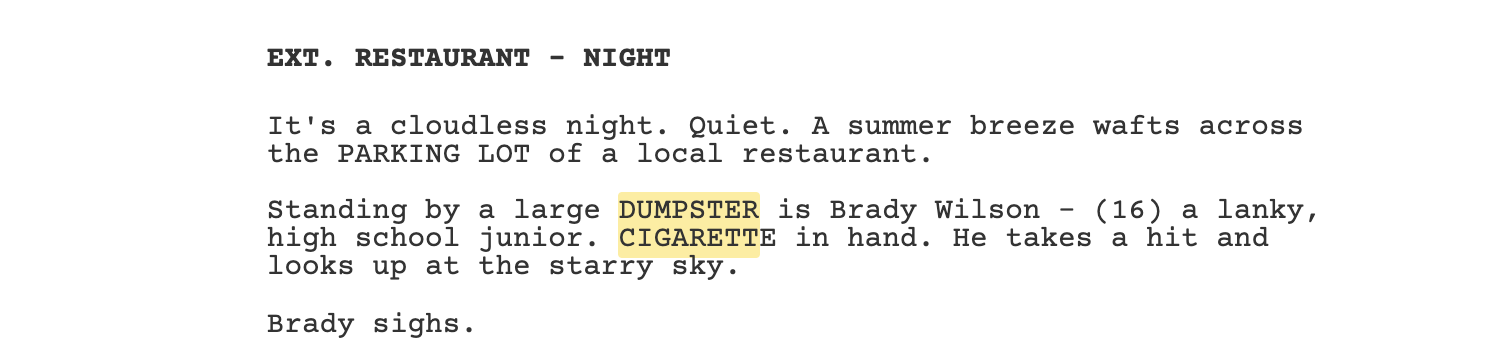 EXT. RESTAURANT - NIGHT
It's a cloudless night. Quiet. A summer breeze wafts across
the PARKING LOT of a local restaurant.
Standing by a large DUMPSTER is Brady Wilson - (16) a lanky,
high school junior. CIGARETTE in hand. He takes a hit and
looks up at the starry sky.
Brady sighs.